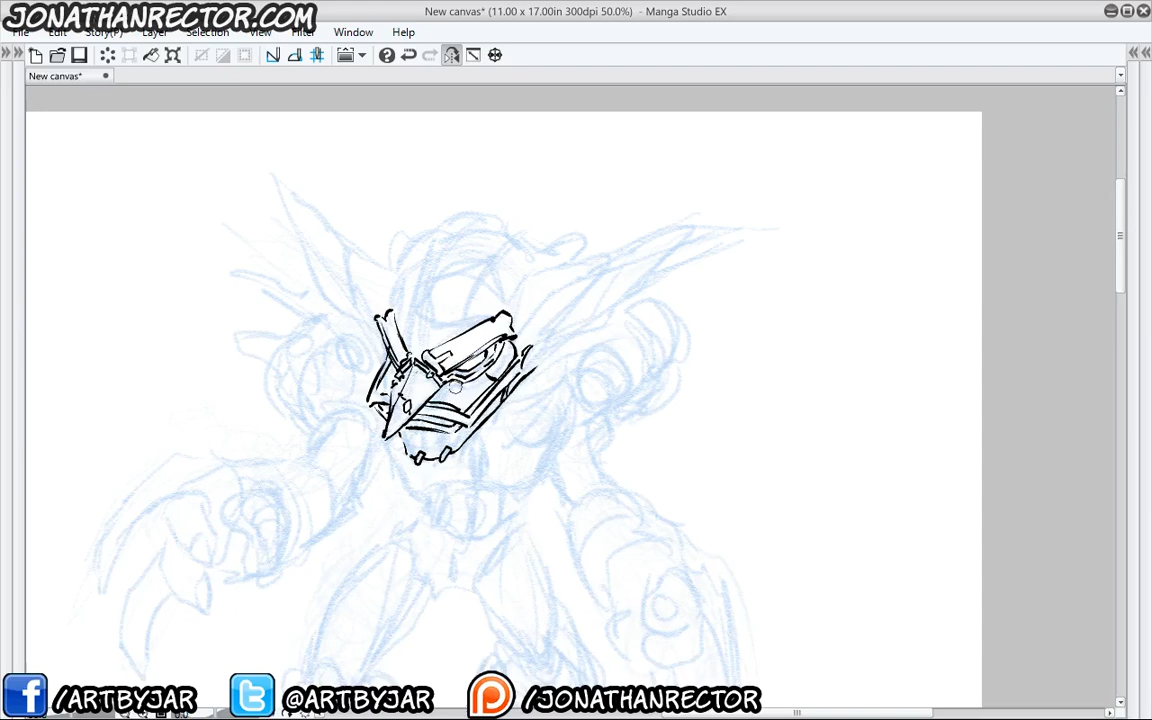 JONATHANRECTOR.COM
New canvas* (11.00 x 17.00in 300dpi 50.0%) - Manga Studio EX
File Edit Story(P) Layer Selection View Filter Window Help
New canvas*
/ARTBYJAR @ARTBYJAR /JONATHANRECTOR